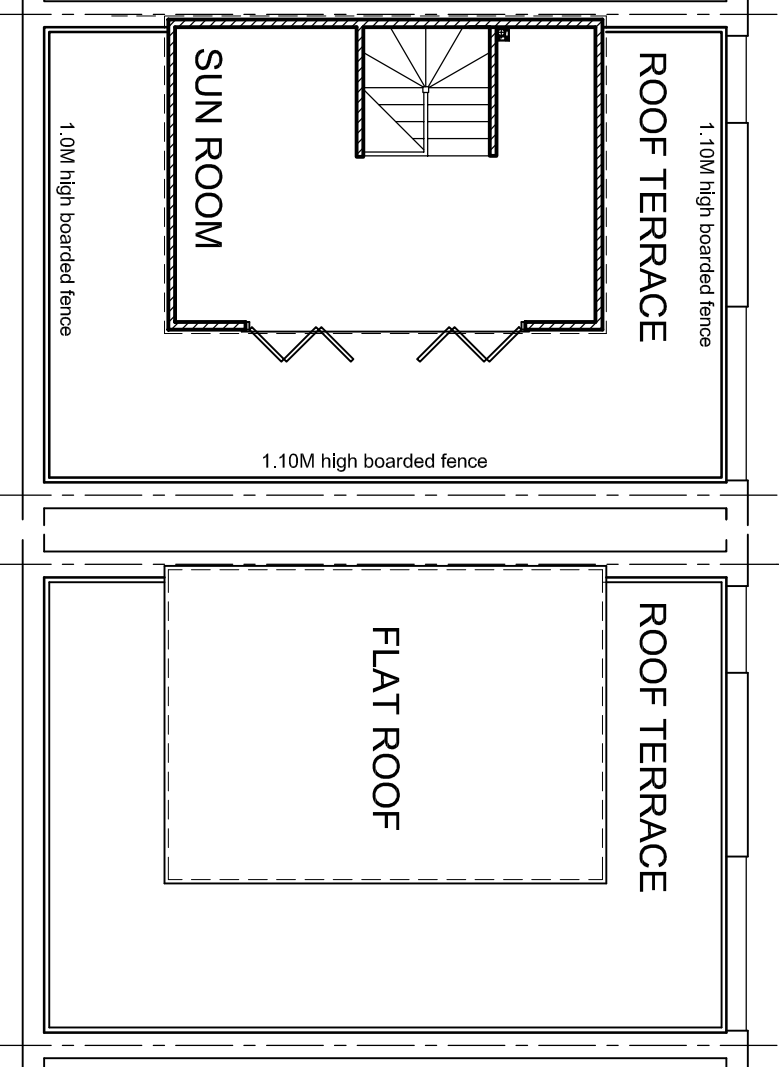 SUN ROOM
ROOF TERRACE
1.0M high boarded fence
1.10M high boarded fence
1.10M high boarded fence
FLAT ROOF
ROOF TERRACE